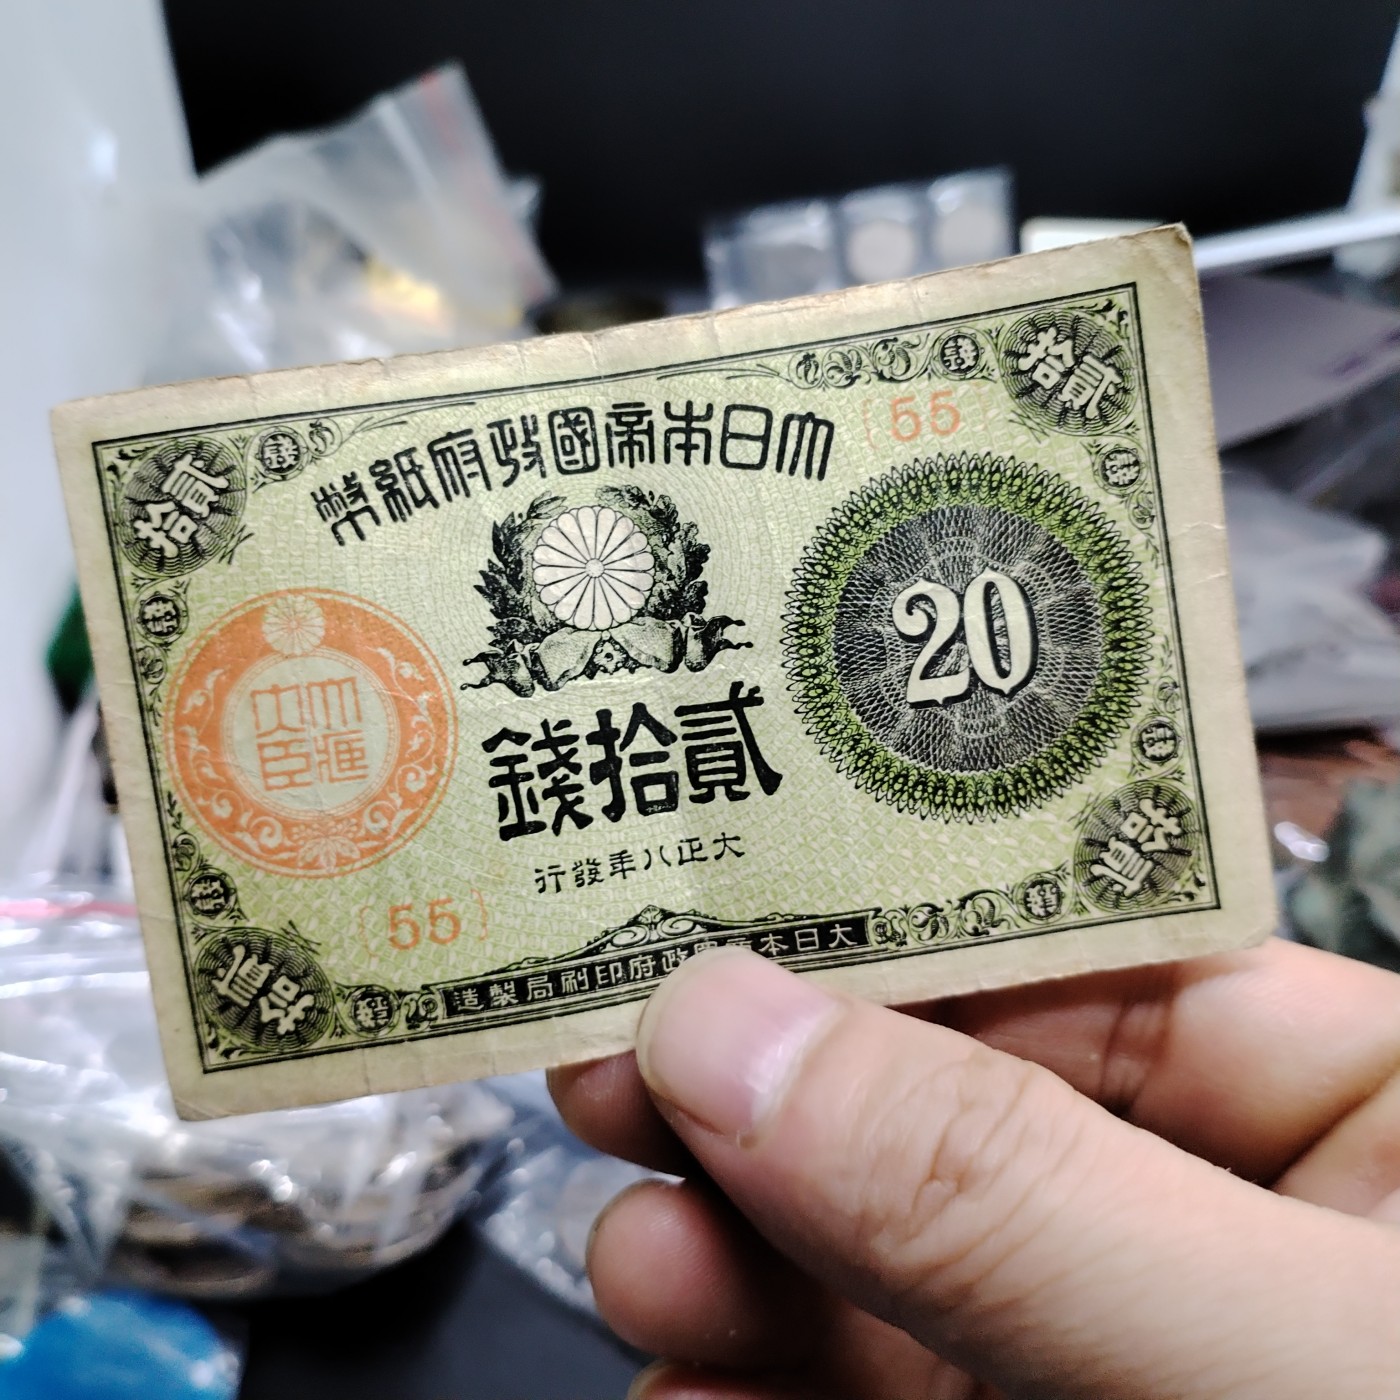 貳拾
貳拾
{55}
大日本帝國政府紙幣
20
大藏大臣
貳拾錢
大正八年發行
{55}
大日本帝國政府印刷局製造
貳拾
貳拾